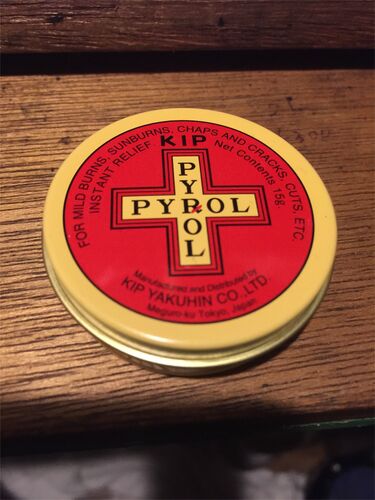 FOR MILD BURNS, SUNBURNS, CHAPS AND CRACKS, CUTS, ETC.
INSTANT RELIEF
KIP
Net Contents 15g
PYROL
PYROL
Manufactured and Distributed by
KIP YAKUHIN CO., LTD.
Meguro-ku Tokyo, Japan